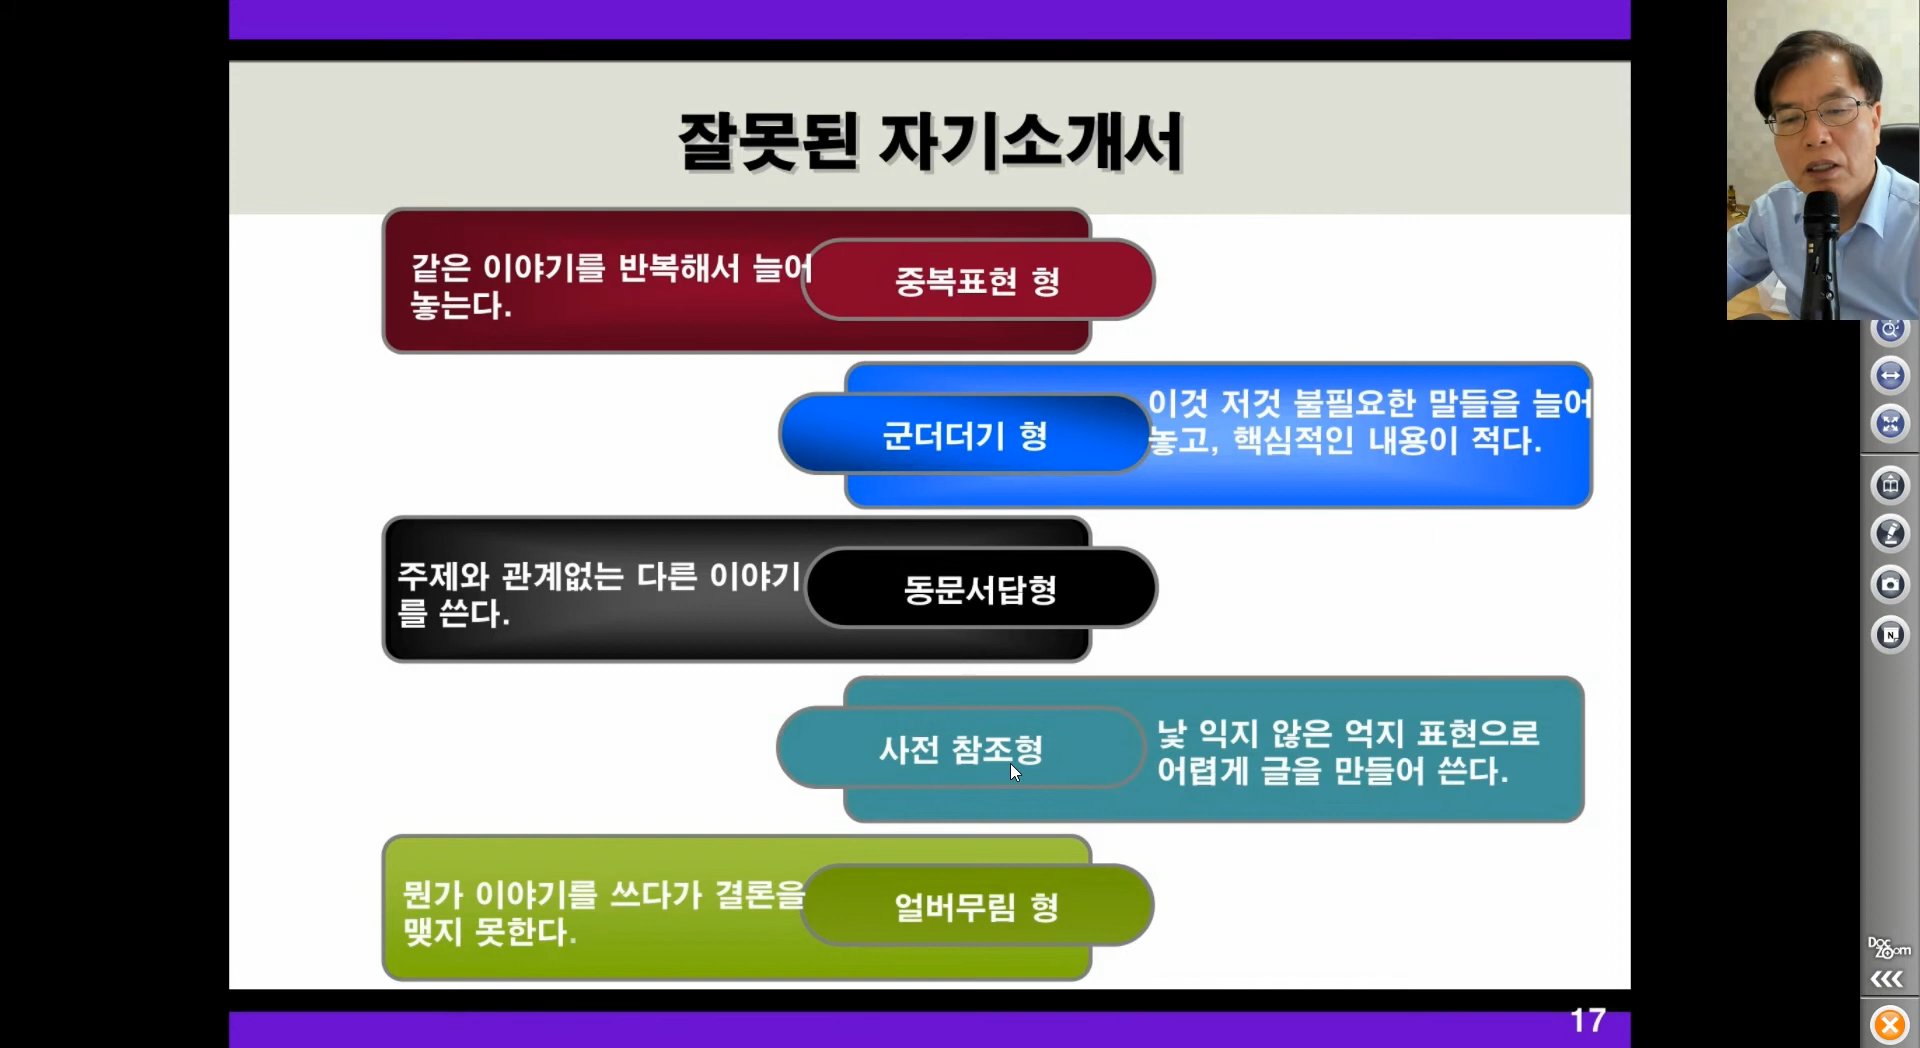 잘못된 자기소개서
같은 이야기를 반복해서 늘어
놓는다.
중복표현 형
군더더기 형
이것 저것 불필요한 말들을 늘어
놓고, 핵심적인 내용이 적다.
주제와 관계없는 다른 이야기
를 쓴다.
동문서답형
사전 참조형
낯 익지 않은 억지 표현으로
어렵게 글을 만들어 쓴다.
뭔가 이야기를 쓰다가 결론을
맺지 못한다.
얼버무림 형
17
N
Doc
Zoom